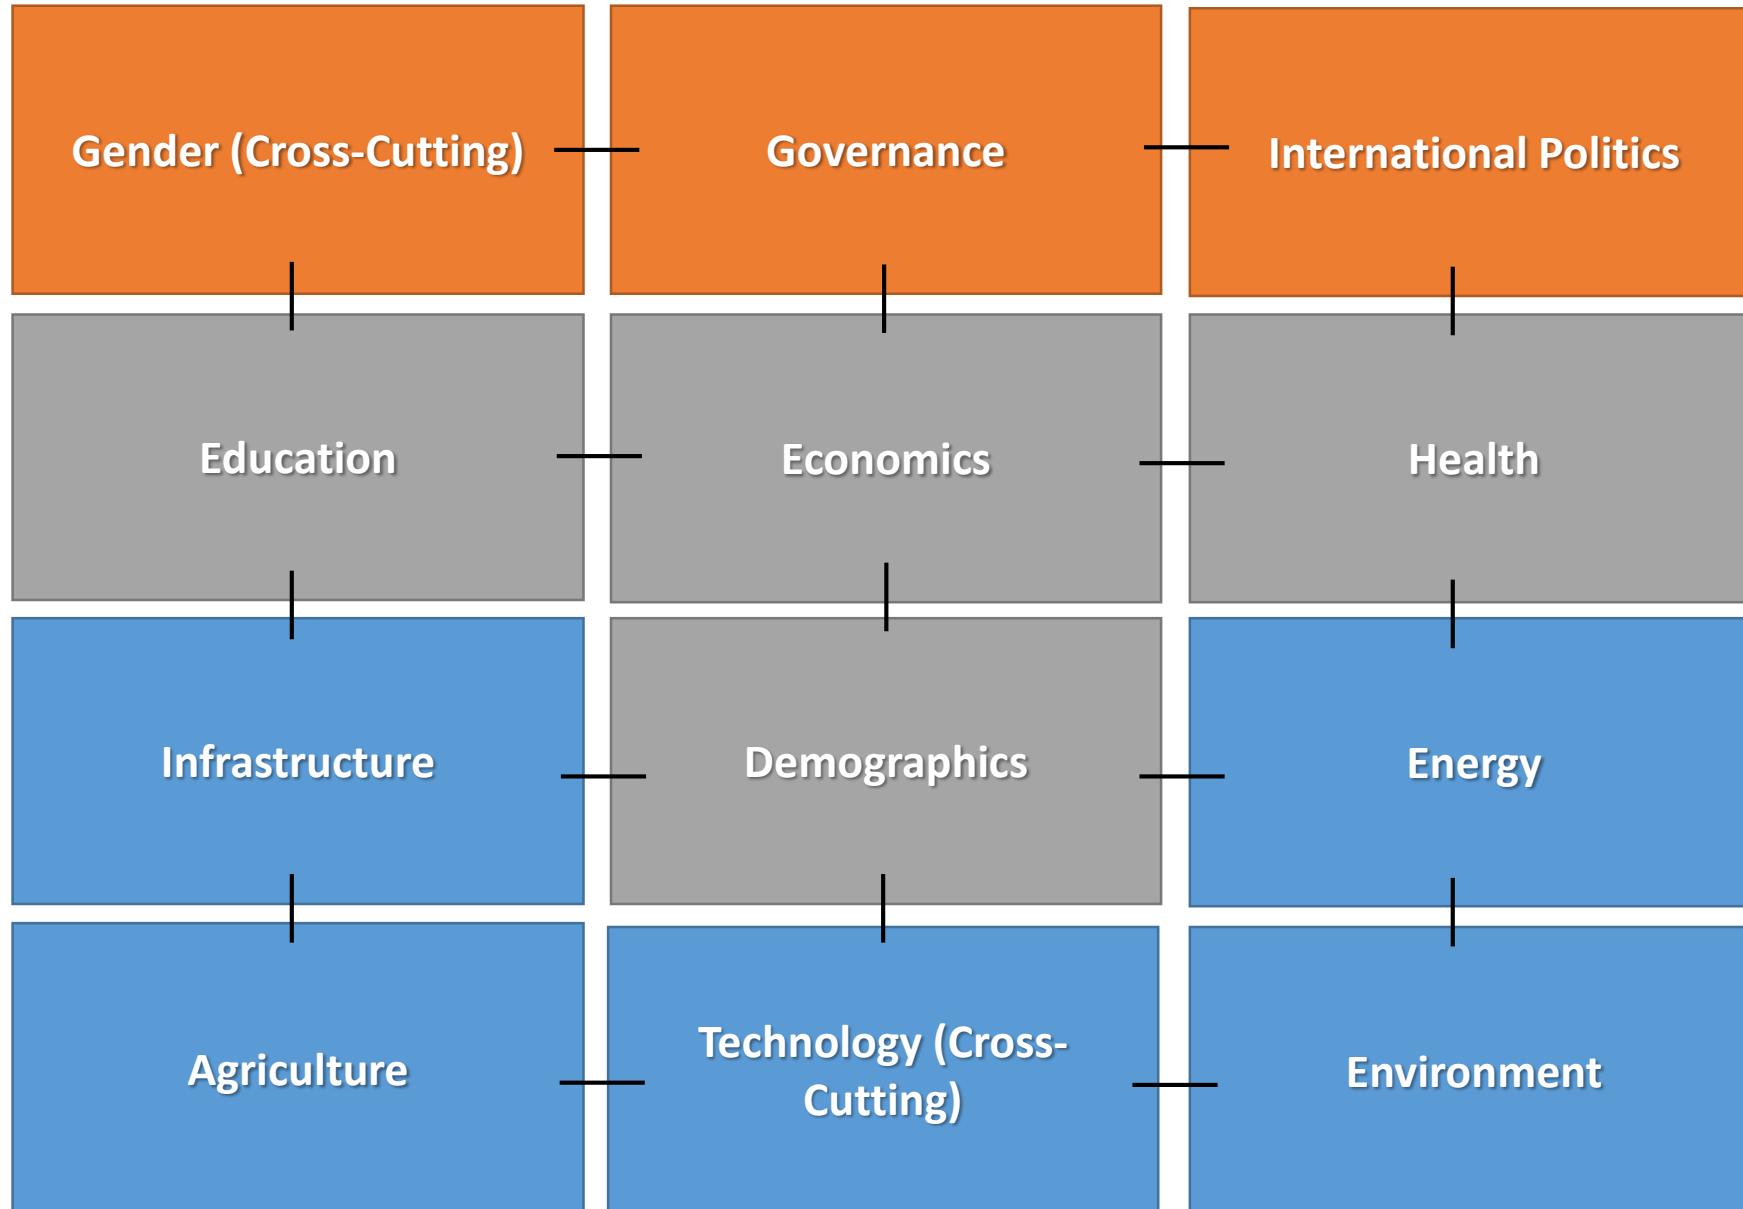 Gender (Cross-Cutting)
Governance
International Politics
Education
Economics
Health
Infrastructure
Demographics
Energy
Agriculture
Technology (Cross-
Cutting)
Environment